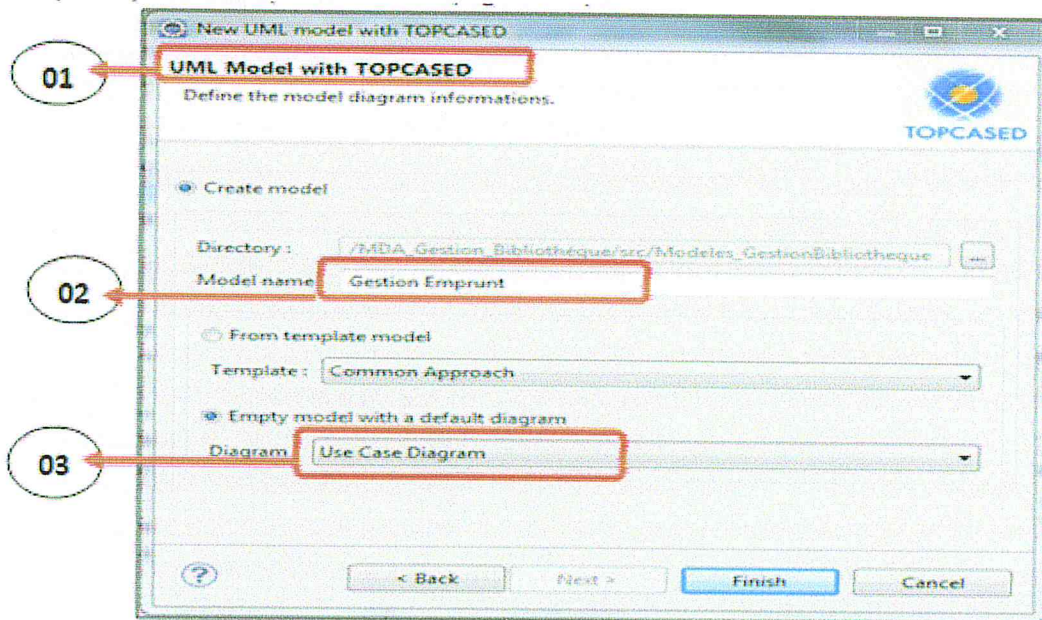 New UML model with TOPCASED
01
UML Model with TOPCASED
Define the model diagram informations.
TOPCASED
Create model
Directory : /MDA_Gestion_Bibliothéque/src/Modeles_GestionBibliotheque ...
02
Model name Gestion Emprunt
From template model
Template : Common Approach
Empty model with a default diagram
03
Diagram Use Case Diagram
?
< Back Next > Finish Cancel